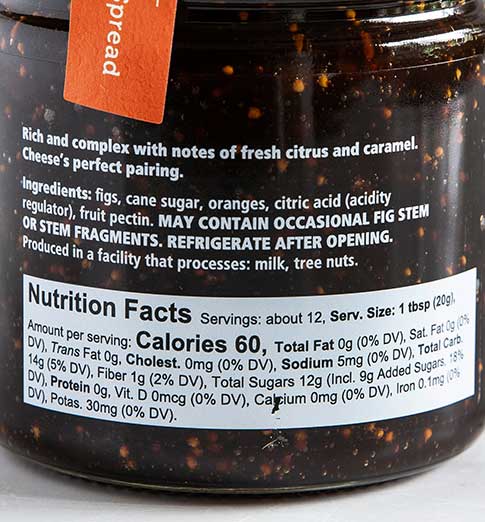 Spread
Rich and complex with notes of fresh citrus and caramel.
Cheese's perfect pairing.
Ingredients: figs, cane sugar, oranges, citric acid (acidity
regulator), fruit pectin. MAY CONTAIN OCCASIONAL FIG STEM
OR STEM FRAGMENTS. REFRIGERATE AFTER OPENING.
Produced in a facility that processes: milk, tree nuts.
Nutrition Facts Servings: about 12, Serv. Size: 1 tbsp (20g),
Amount per serving: Calories 60, Total Fat 0g (0% DV), Sat. Fat 0g (0%
DV), Trans Fat 0g, Cholest. 0mg (0% DV), Sodium 5mg (0% DV), Total Carb.
14g (5% DV), Fiber 1g (2% DV), Total Sugars 12g (Incl. 9g Added Sugars, 18%
DV), Protein 0g, Vit. D 0mcg (0% DV), Calcium 0mg (0% DV), Iron 0.1mg (0%
DV), Potas. 30mg (0% DV).